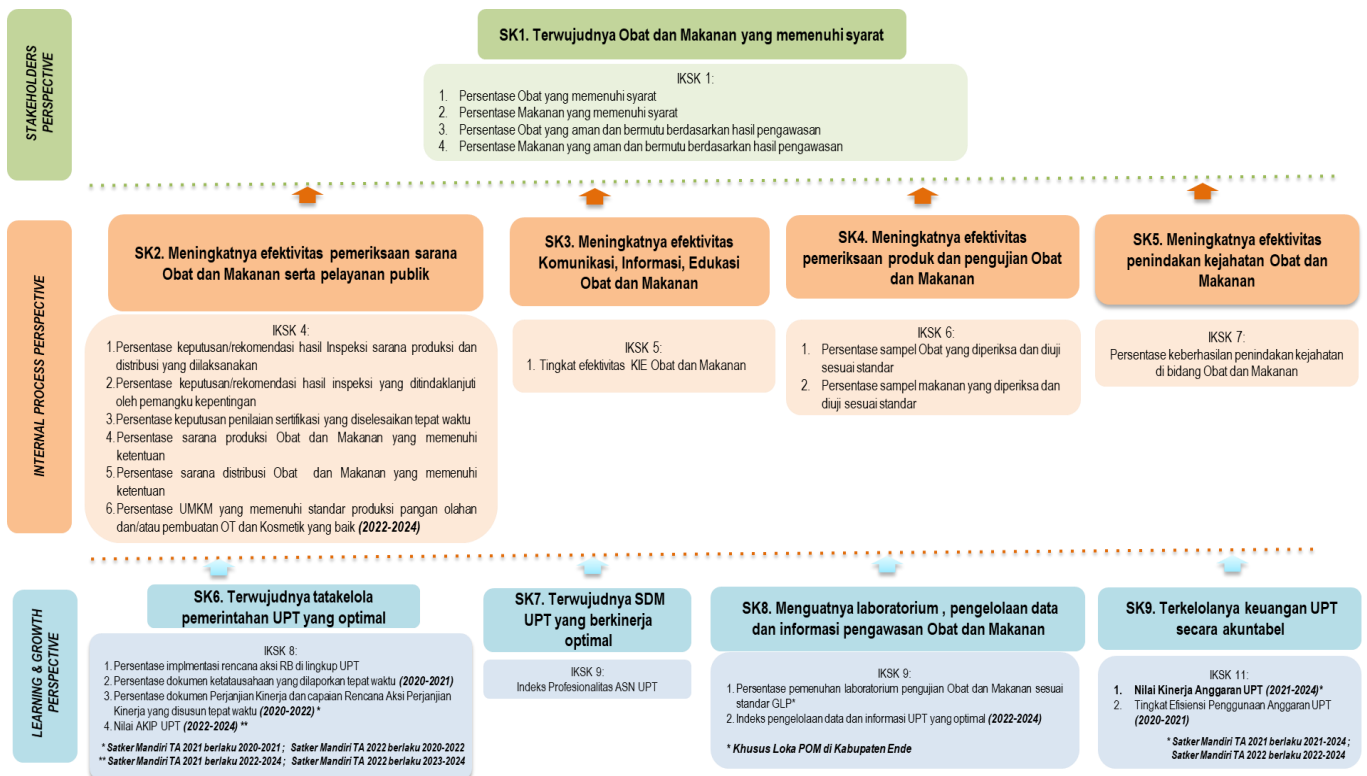 STAKEHOLDERS
PERSPECTIVE
SK1. Terwujudnya Obat dan Makanan yang memenuhi syarat
IKSK 1:
1. Persentase Obat yang memenuhi syarat
2. Persentase Makanan yang memenuhi syarat
3. Persentase Obat yang aman dan bermutu berdasarkan hasil pengawasan
4. Persentase Makanan yang aman dan bermutu berdasarkan hasil pengawasan
INTERNAL PROCESS PERSPECTIVE
SK2. Meningkatnya efektivitas pemeriksaan sarana
Obat dan Makanan serta pelayanan publik
IKSK 4:
1. Persentase keputusan/rekomendasi hasil Inspeksi sarana produksi dan
distribusi yang diilaksanakan
2. Persentase keputusan/rekomendasi hasil inspeksi yang ditindaklanjuti
oleh pemangku kepentingan
3. Persentase keputusan penilaian sertifikasi yang diselesaikan tepat waktu
4. Persentase sarana produksi Obat dan Makanan yang memenuhi
ketentuan
5. Persentase sarana distribusi Obat dan Makanan yang memenuhi
ketentuan
6. Persentase UMKM yang memenuhi standar produksi pangan olahan
dan/atau pembuatan OT dan Kosmetik yang baik (2022-2024)
SK3. Meningkatnya efektivitas
Komunikasi, Informasi, Edukasi
Obat dan Makanan
IKSK 5:
1. Tingkat efektivitas KIE Obat dan Makanan
SK4. Meningkatnya efektivitas
pemeriksaan produk dan pengujian Obat
dan Makanan
IKSK 6:
1. Persentase sampel Obat yang diperiksa dan diuji
sesuai standar
2. Persentase sampel makanan yang diperiksa dan
diuji sesuai standar
SK5. Meningkatnya efektivitas
penindakan kejahatan Obat dan
Makanan
IKSK 7:
Persentase keberhasilan penindakan kejahatan
di bidang Obat dan Makanan
LEARNING & GROWTH
PERSPECTIVE
SK6. Terwujudnya tatakelola
pemerintahan UPT yang optimal
IKSK 8:
1. Persentase implmentasi rencana aksi RB di lingkup UPT
2. Persentase dokumen ketatausahaan yang dilaporkan tepat waktu (2020-2021)
3. Persentase dokumen Perjanjian Kinerja dan capaian Rencana Aksi Perjanjian
Kinerja yang disusun tepat waktu (2020-2022) *
4. Nilai AKIP UPT (2022-2024) **
* Satker Mandiri TA 2021 berlaku 2020-2021 ; Satker Mandiri TA 2022 berlaku 2020-2022
** Satker Mandiri TA 2021 berlaku 2022-2024 ; Satker Mandiri TA 2022 berlaku 2023-2024
SK7. Terwujudnya SDM
UPT yang berkinerja
optimal
IKSK 9:
Indeks Profesionalitas ASN UPT
SK8. Menguatnya laboratorium , pengelolaan data
dan informasi pengawasan Obat dan Makanan
IKSK 9:
1. Persentase pemenuhan laboratorium pengujian Obat dan Makanan sesuai
standar GLP*
2. Indeks pengelolaan data dan informasi UPT yang optimal (2022-2024)
* Khusus Loka POM di Kabupaten Ende
SK9. Terkelolanya keuangan UPT
secara akuntabel
IKSK 11:
1. Nilai Kinerja Anggaran UPT (2021-2024)*
2. Tingkat Efisiensi Penggunaan Anggaran UPT
(2020-2021)
* Satker Mandiri TA 2021 berlaku 2021-2024 ;
Satker Mandiri TA 2022 berlaku 2022-2024